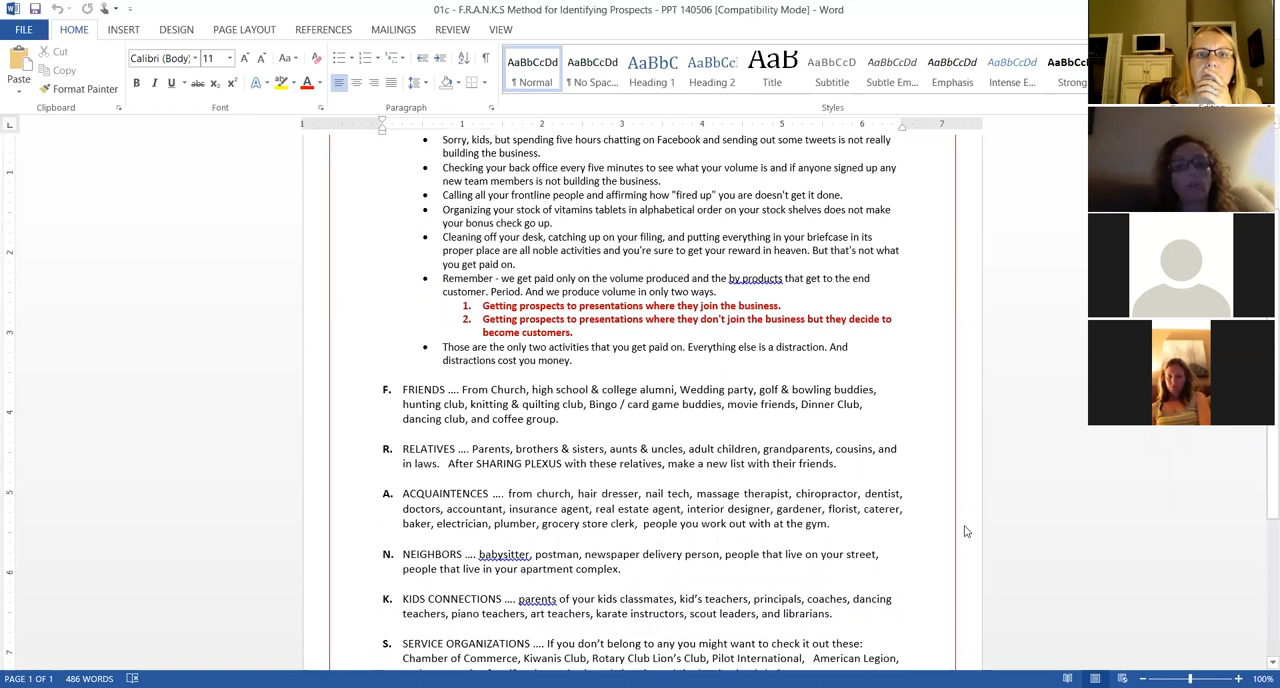 01c - F.R.A.N.K.S Method for Identifying Prospects - PPT 140506 [Compatibility Mode] - Word
FILE HOME INSERT DESIGN PAGE LAYOUT REFERENCES MAILINGS REVIEW VIEW
Cut
Copy
Format Painter
Paste
Clipboard
Calibri (Body) 11
B I U abc X₂ X²
Font
Paragraph
AaBbCcDd AaBbCcDd AaBbC AaBbCc AaB AaBbCcD AaBbCcDd AaBbCcDd AaBbCcDd AaBbCc
¶ Normal ¶ No Spac... Heading 1 Heading 2 Title Subtitle Subtle Em... Emphasis Intense E... Strong
Styles
1 1 2 3 4 5 6 7
• Sorry, kids, but spending five hours chatting on Facebook and sending out some tweets is not really
building the business.
• Checking your back office every five minutes to see what your volume is and if anyone signed up any
new team members is not building the business.
• Calling all your frontline people and affirming how "fired up" you are doesn't get it done.
• Organizing your stock of vitamins tablets in alphabetical order on your stock shelves does not make
your bonus check go up.
• Cleaning off your desk, catching up on your filing, and putting everything in your briefcase in its
proper place are all noble activities and you're sure to get your reward in heaven. But that's not what
you get paid on.
• Remember - we get paid only on the volume produced and the by products that get to the end
customer. Period. And we produce volume in only two ways.
1. Getting prospects to presentations where they join the business.
2. Getting prospects to presentations where they don't join the business but they decide to
become customers.
• Those are the only two activities that you get paid on. Everything else is a distraction. And
distractions cost you money.
F. FRIENDS .... From Church, high school & college alumni, Wedding party, golf & bowling buddies,
hunting club, knitting & quilting club, Bingo / card game buddies, movie friends, Dinner Club,
dancing club, and coffee group.
R. RELATIVES .... Parents, brothers & sisters, aunts & uncles, adult children, grandparents, cousins, and
in laws. After SHARING PLEXUS with these relatives, make a new list with their friends.
A. ACQUAINTENCES .... from church, hair dresser, nail tech, massage therapist, chiropractor, dentist,
doctors, accountant, insurance agent, real estate agent, interior designer, gardener, florist, caterer,
baker, electrician, plumber, grocery store clerk, people you work out with at the gym.
N. NEIGHBORS .... babysitter, postman, newspaper delivery person, people that live on your street,
people that live in your apartment complex.
K. KIDS CONNECTIONS .... parents of your kids classmates, kid's teachers, principals, coaches, dancing
teachers, piano teachers, art teachers, karate instructors, scout leaders, and librarians.
S. SERVICE ORGANIZATIONS .... If you don't belong to any you might want to check it out these:
Chamber of Commerce, Kiwanis Club, Rotary Club Lion's Club, Pilot International, American Legion,
1
2
3
4
5
6
7
PAGE 1 OF 1 486 WORDS 100%